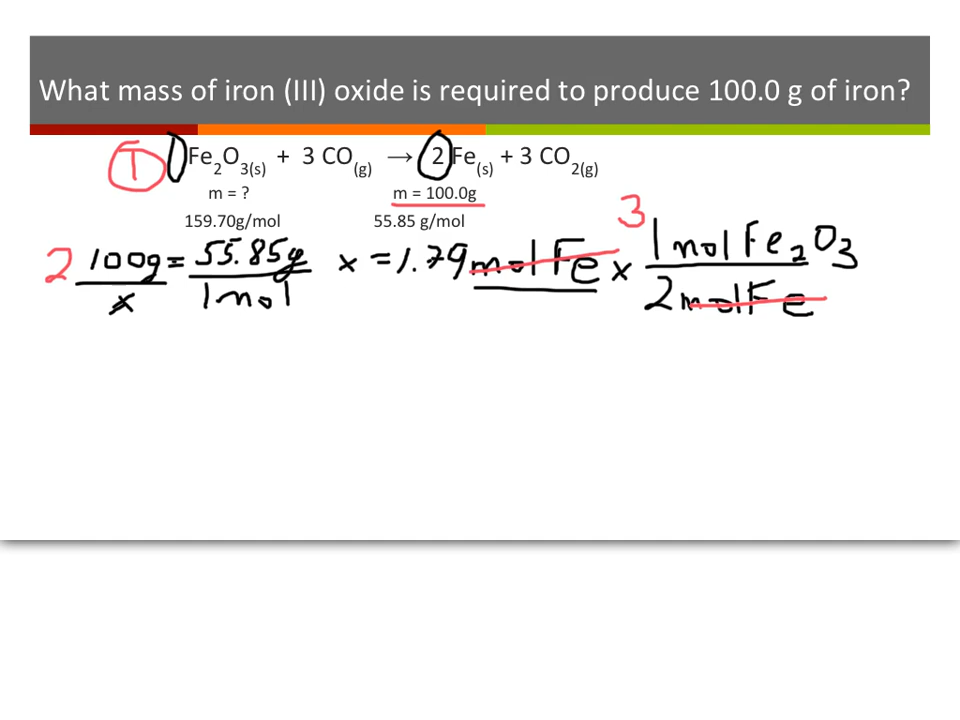 What mass of iron (III) oxide is required to produce 100.0 g of iron?
1 1 Fe2O3(s) + 3 CO(g) → 2 Fe(s) + 3 CO2(g)
m = ? m = 100.0g
159.70g/mol 55.85 g/mol
2 100g/x = 55.85g/1mol x = 1.79 mol Fe x 3 1 mol Fe2O3/2 mol Fe